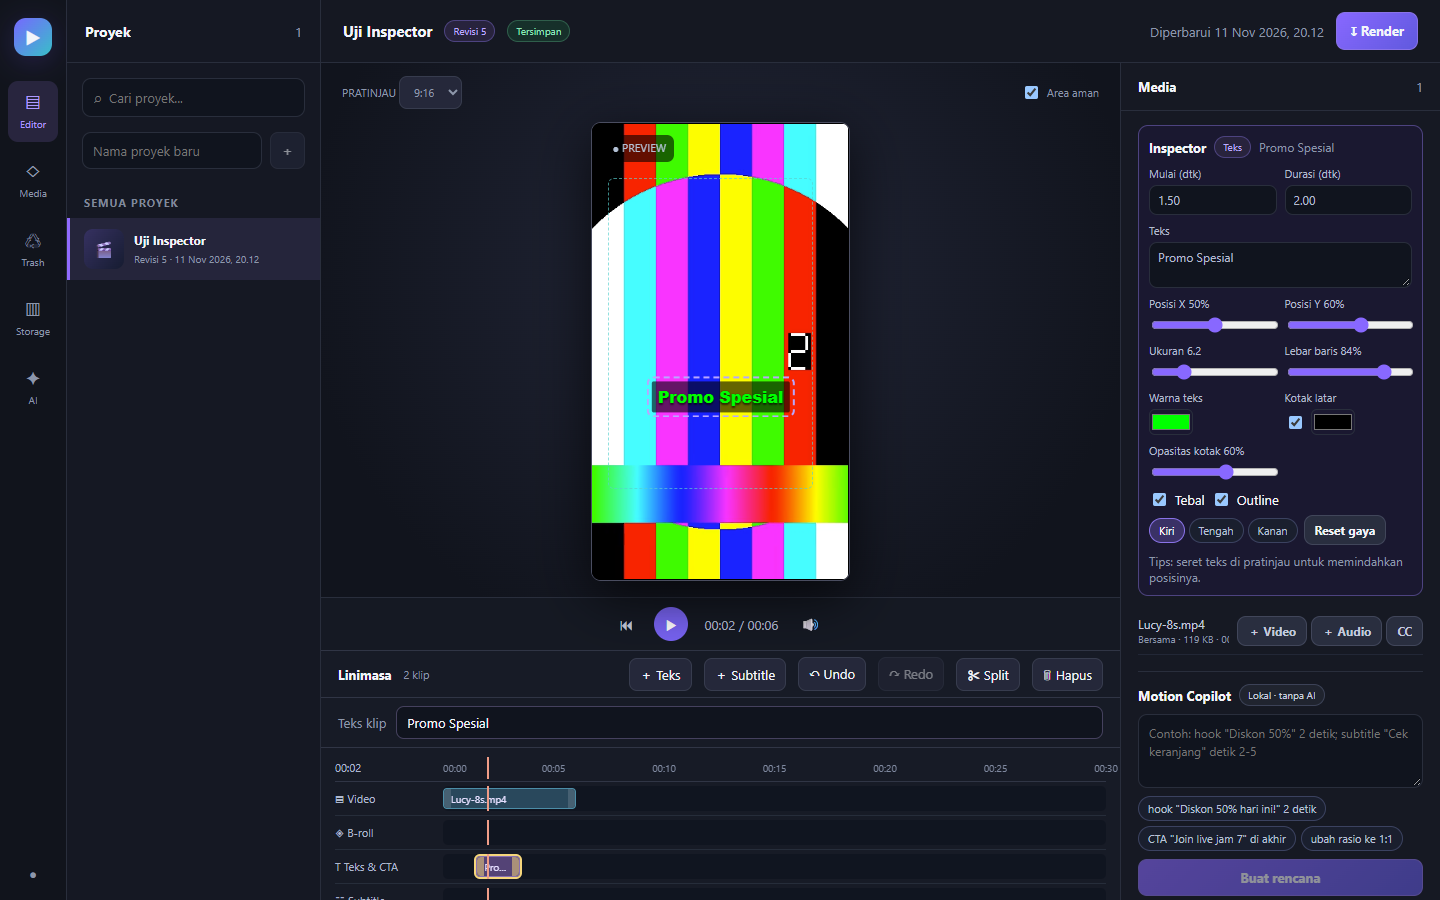 Editor
Media
Trash
Storage
AI
Proyek
1
Cari proyek...
Nama proyek baru
+
SEMUA PROYEK
Uji Inspector
Revisi 5 · 11 Nov 2026, 20.12
Uji Inspector
Revisi 5
Tersimpan
Diperbarui 11 Nov 2026, 20.12
Render
PRATINJAU
9:16
Area aman
PREVIEW
2
Promo Spesial
00:02 / 00:06
Linimasa
2 klip
+ Teks
+ Subtitle
Undo
Redo
Split
Hapus
Teks klip
Promo Spesial
00:02
00:00
00:05
00:10
00:15
00:20
00:25
00:30
Video
Lucy-8s.mp4
B-roll
T Teks & CTA
Pro...
Media
1
Inspector
Teks
Promo Spesial
Mulai (dtk)
Durasi (dtk)
1.50
2.00
Teks
Promo Spesial
Posisi X 50%
Posisi Y 60%
Ukuran 6.2
Lebar baris 84%
Warna teks
Kotak latar
Opasitas kotak 60%
Tebal
Outline
Kiri
Tengah
Kanan
Reset gaya
Tips: seret teks di pratinjau untuk memindahkan
posisinya.
Lucy-8s.mp4
Bersama · 119 KB ·
+ Video
+ Audio
CC
Motion Copilot
Lokal · tanpa AI
Contoh: hook "Diskon 50%" 2 detik; subtitle "Cek
keranjang" detik 2-5
hook "Diskon 50% hari ini!" 2 detik
CTA "Join live jam 7" di akhir
ubah rasio ke 1:1
Buat rencana